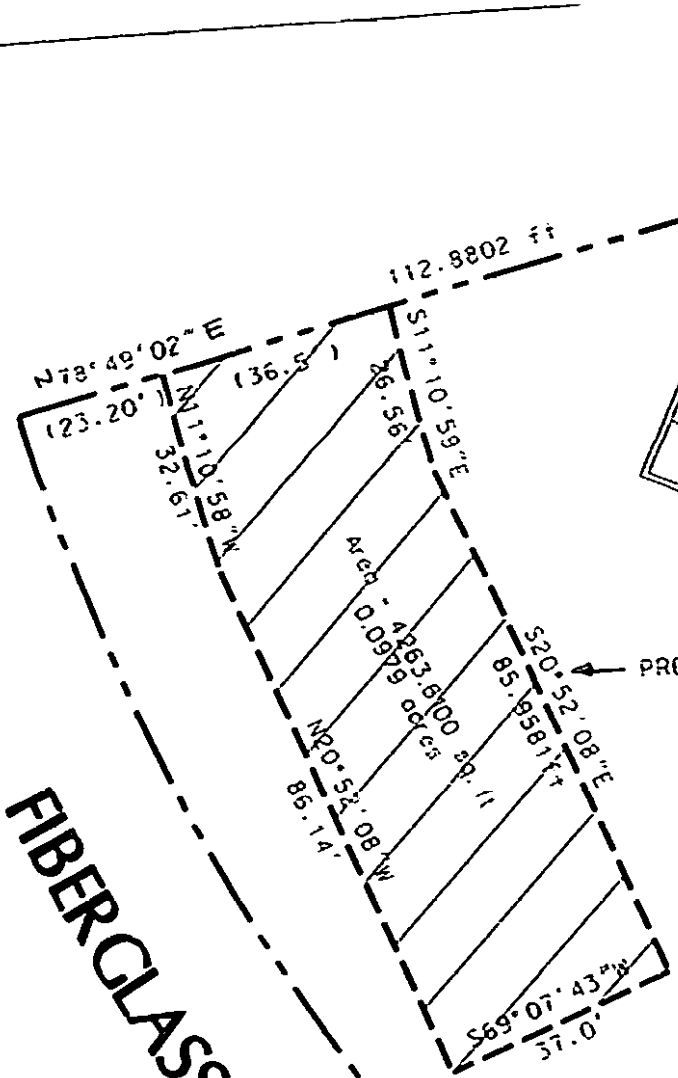 112.8802 ft
N78°49'02"E
(36.5 )
(23.20')
N11°10'58"W
32.61'
S11°10'59"E
26.56'
Area = 4263.6100 sq. ft
0.0979 acres
S20°52'08"E
85.9581 ft
PRO
N20°52'08"W
86.14'
FIBERGLASS
S69°07'43"W
37.0'